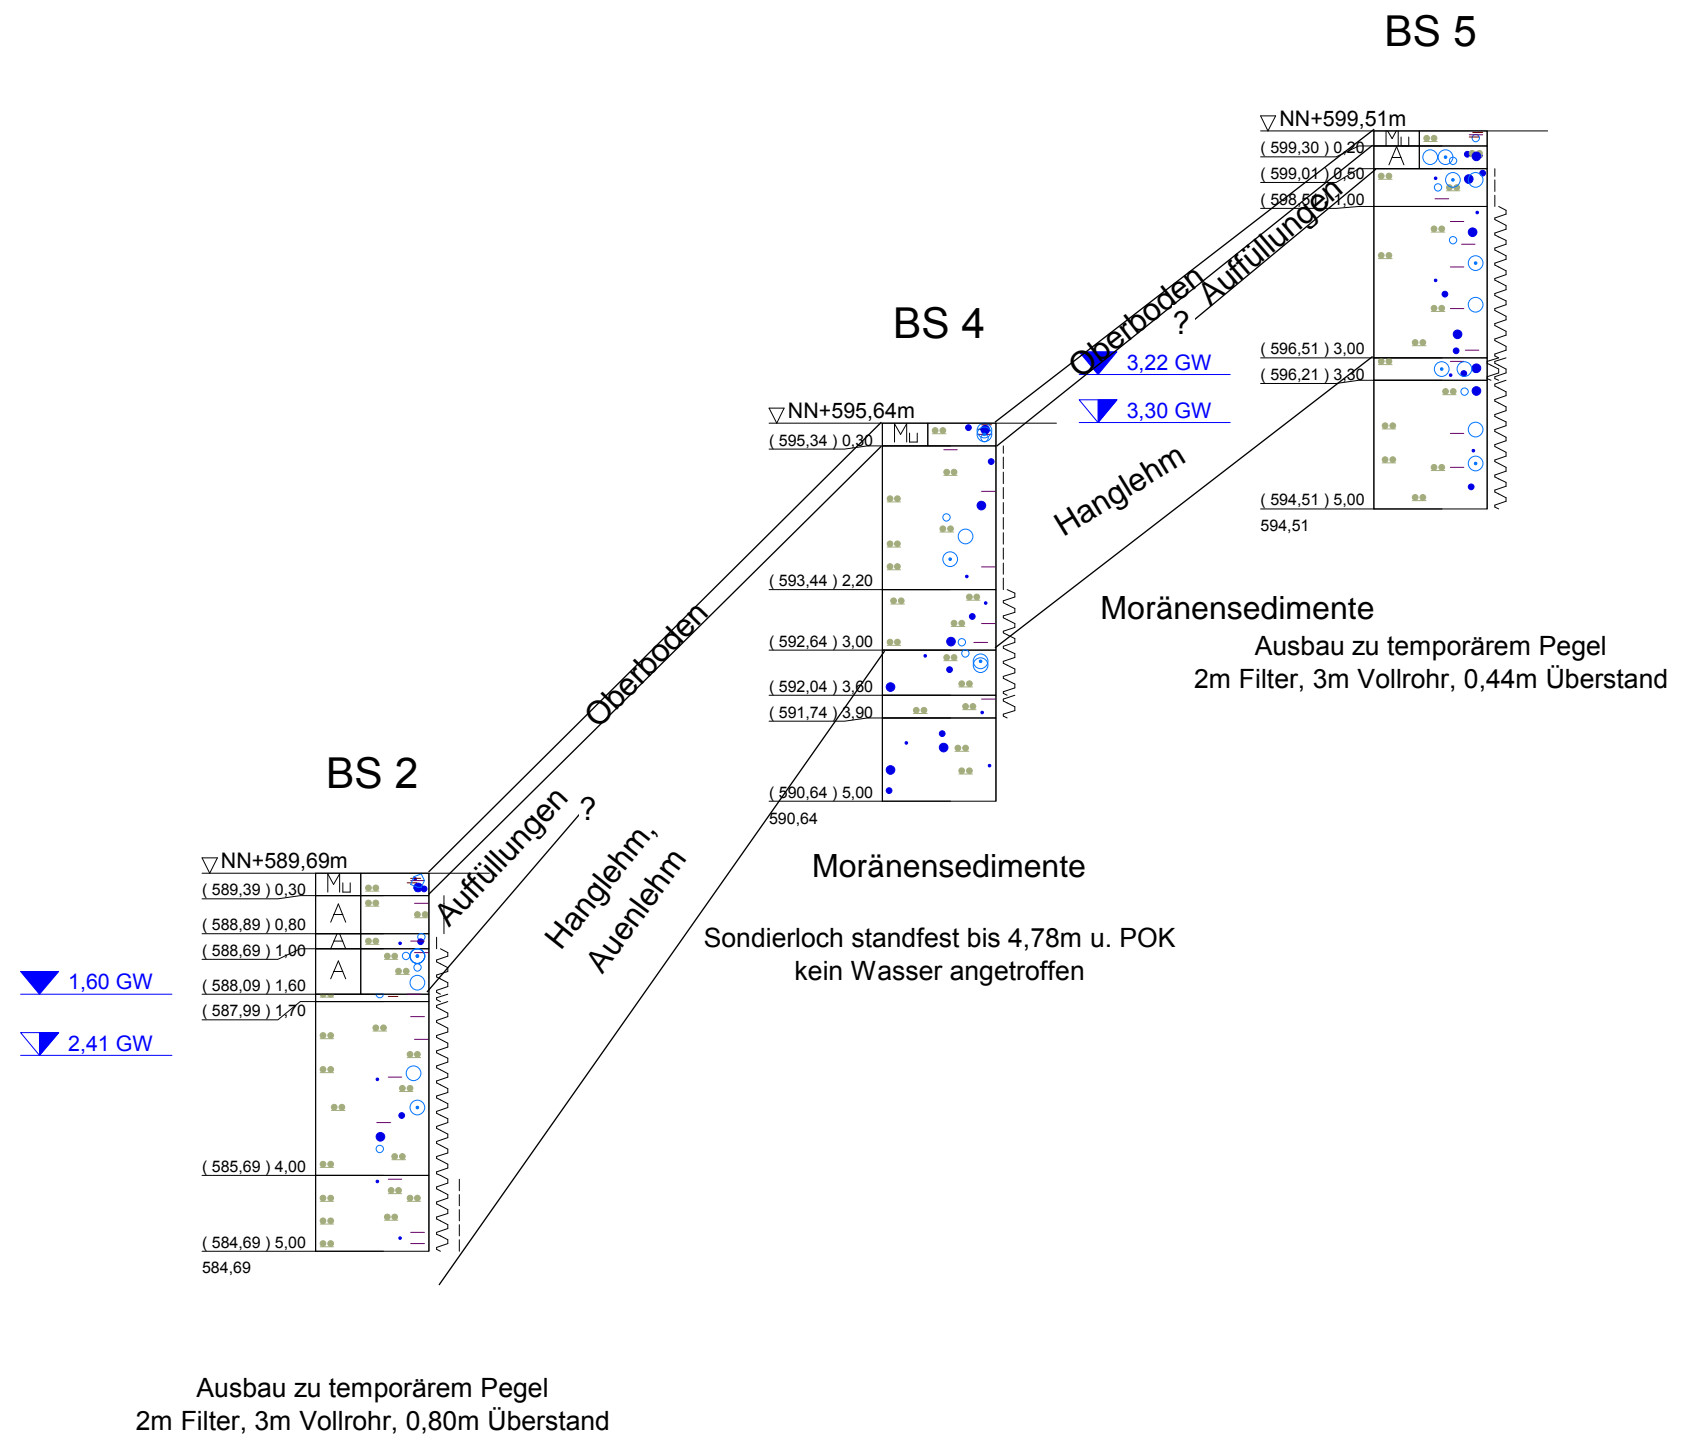 BS 5
NN+599,51m
Mu
( 599,30 ) 0,20
A
( 599,01 ) 0,50
( 598,51 ) 1,00
( 596,51 ) 3,00
( 596,21 ) 3,30
( 594,51 ) 5,00
594,51
Oberboden
Auffüllungen
?
3,22 GW
3,30 GW
BS 4
NN+595,64m
Mu
( 595,34 ) 0,30
( 593,44 ) 2,20
( 592,64 ) 3,00
( 592,04 ) 3,60
( 591,74 ) 3,90
( 590,64 ) 5,00
590,64
Hanglehm
Moränensedimente
Ausbau zu temporärem Pegel
2m Filter, 3m Vollrohr, 0,44m Überstand
Oberboden
BS 2
NN+589,69m
Mu
( 589,39 ) 0,30
A
( 588,89 ) 0,80
A
( 588,69 ) 1,00
A
( 588,09 ) 1,60
( 587,99 ) 1,70
( 585,69 ) 4,00
( 584,69 ) 5,00
584,69
1,60 GW
2,41 GW
Auffüllungen
?
Hanglehm,
Auenlehm
Moränensedimente
Sondierloch standfest bis 4,78m u. POK
kein Wasser angetroffen
Ausbau zu temporärem Pegel
2m Filter, 3m Vollrohr, 0,80m Überstand